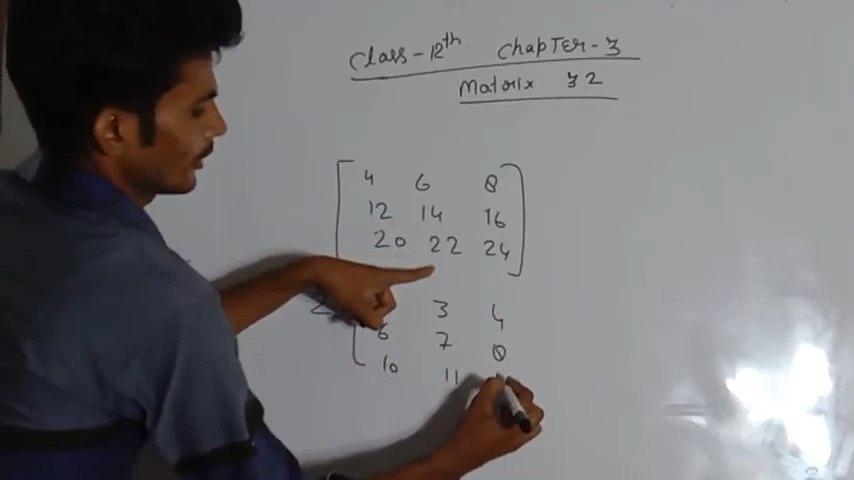 Class-12th Chapter-3
Matrix 32
4 6 8
12 14 16
20 22 24
2 3 4
6 7 8
10 11